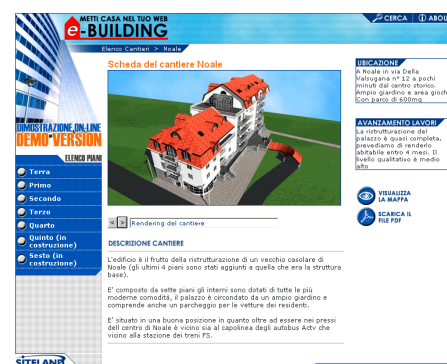 METTI CASA NEL TUO WEB
e-BUILDING
CERCA
ABOU
Elenco Cantieri > Noale
DIMOSTRAZIONE ON-LINE
DEMO*VERSION
ELENCO PIANI
Terra
Primo
Secondo
Terzo
Quarto
Quinto (in
costruzione)
Sesto (in
costruzione)
SITELAND
Scheda del cantiere Noale
< > Rendering del cantiere
DESCRIZIONE CANTIERE
L'edificio è il frutto della ristrutturazione di un vecchio casolare di
Noale (gli ultimi 4 piani sono stati aggiunti a quella che era la struttura
base).
E' composto da sette piani gli interni sono dotati di tutte le più
moderne comodità, il palazzo è circondato da un ampio giardino e
comprende anche un parcheggio per le vetture dei residenti.
E' situato in una buona posizione in quanto oltre ad essere nei pressi
dell centro di Noale è vicino sia al capolinea degli autobus Actv che
vicino alla stazione dei treni FS.
UBICAZIONE
A Noale in via Della
Valsugana n° 12 a pochi
minuti dal centro storico.
Ampio giardino e area gioch
Con parco di 600mq
AVANZAMENTO LAVORI
La ristrutturazione del
palazzo è quasi completa,
prevediamo di renderlo
abitabile entro 4 mesi. Il
livello qualitativo è medio
alto
VISUALIZZA
LA MAPPA
SCARICA IL
FILE PDF